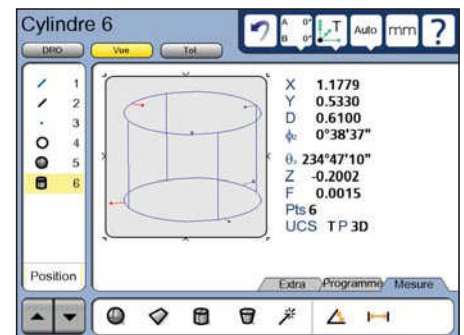 Cylindre 6
A 0°
B 0°
T
Auto
mm
?
DRO
Vue
Tol
1
2
3
4
5
6
Position
X 1.1779
Y 0.5330
D 0.6100
0°38'37"
234°47'10"
Z -0.2002
F 0.0015
Pts 6
UCS T P 3D
Extra
Programme
Mesure